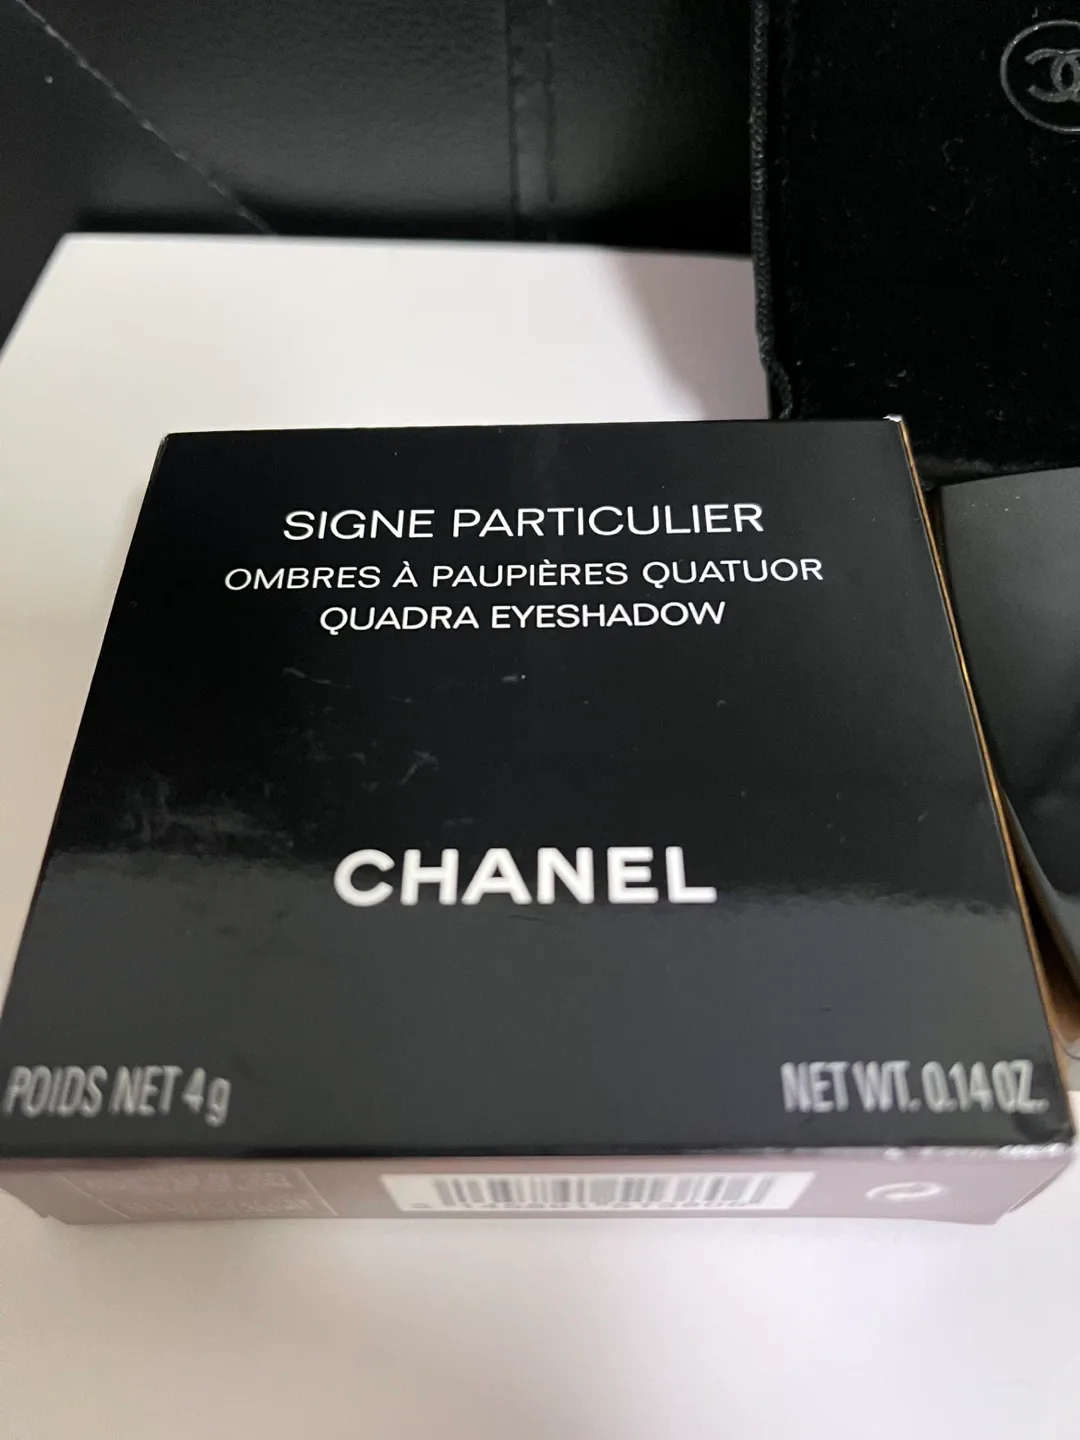 SIGNE PARTICULIER
OMBRES À PAUPIÈRES QUATUOR
QUADRA EYESHADOW
CHANEL
POIDS NET 4g
NET WT. 0.14 OZ.